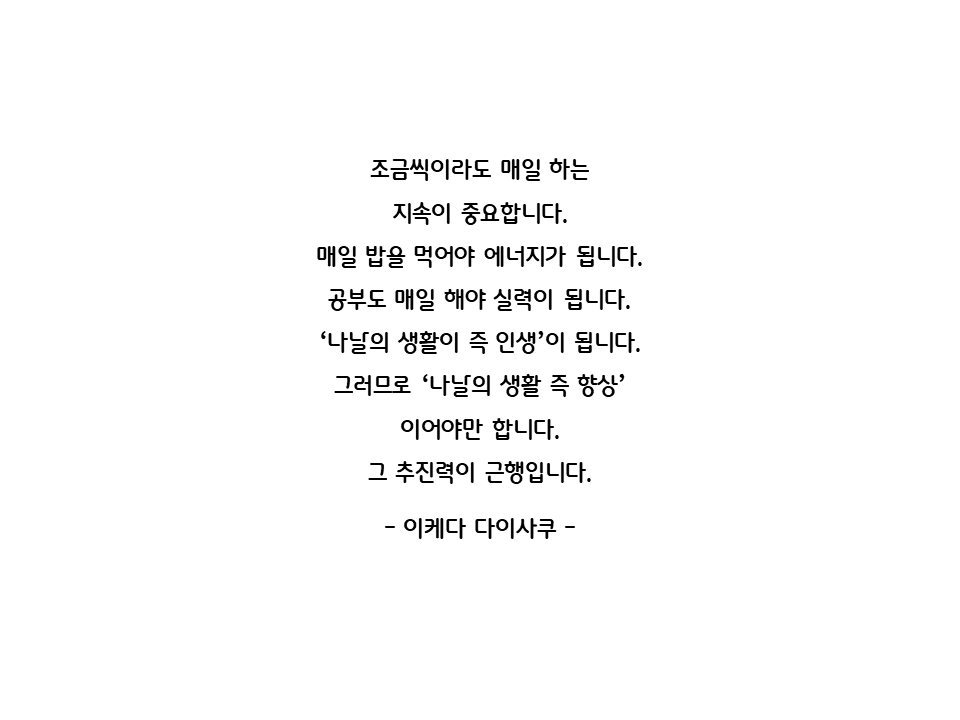 조금씩이라도 매일 하는
지속이 중요합니다.
매일 밥을 먹어야 에너지가 됩니다.
공부도 매일 해야 실력이 됩니다.
‘나날의 생활이 즉 인생’이 됩니다.
그러므로 ‘나날의 생활 즉 향상’
이어야만 합니다.
그 추진력이 근행입니다.
- 이케다 다이사쿠 -